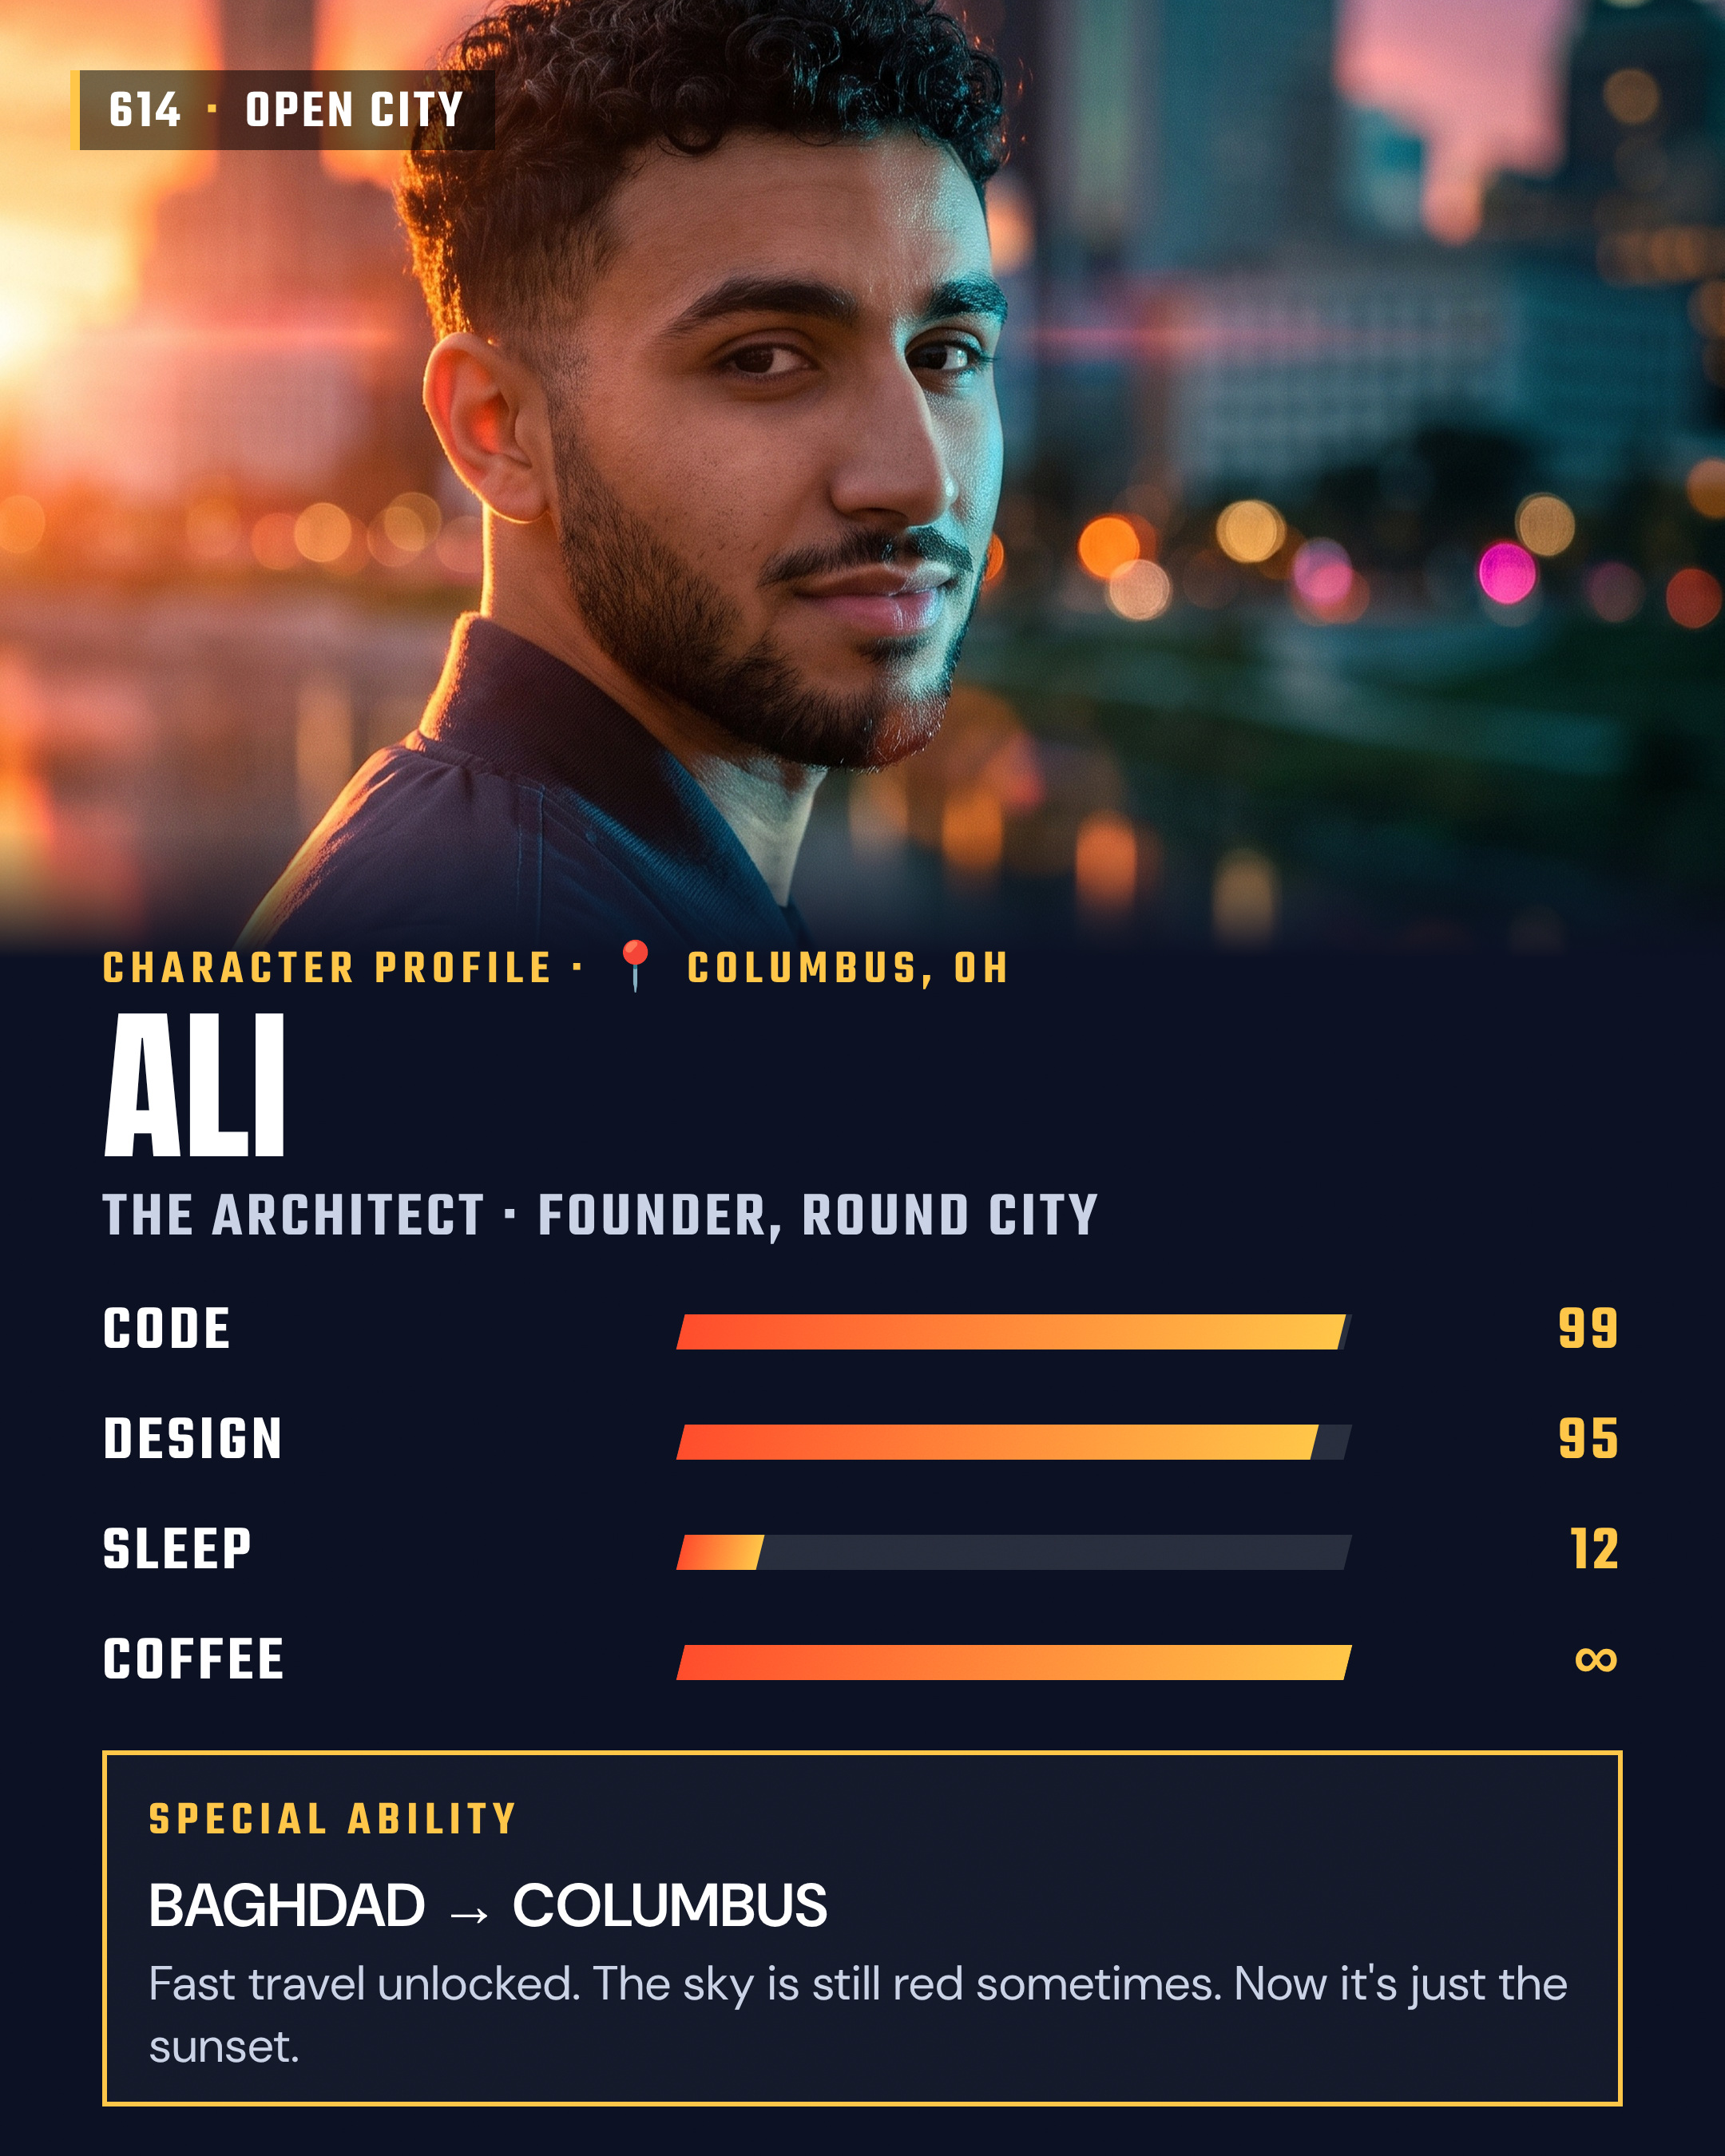 614 · OPEN CITY
CHARACTER PROFILE · 📍 COLUMBUS, OH
ALI
THE ARCHITECT · FOUNDER, ROUND CITY
CODE 99
DESIGN 95
SLEEP 12
COFFEE ∞
SPECIAL ABILITY
BAGHDAD → COLUMBUS
Fast travel unlocked. The sky is still red sometimes. Now it's just the
sunset.